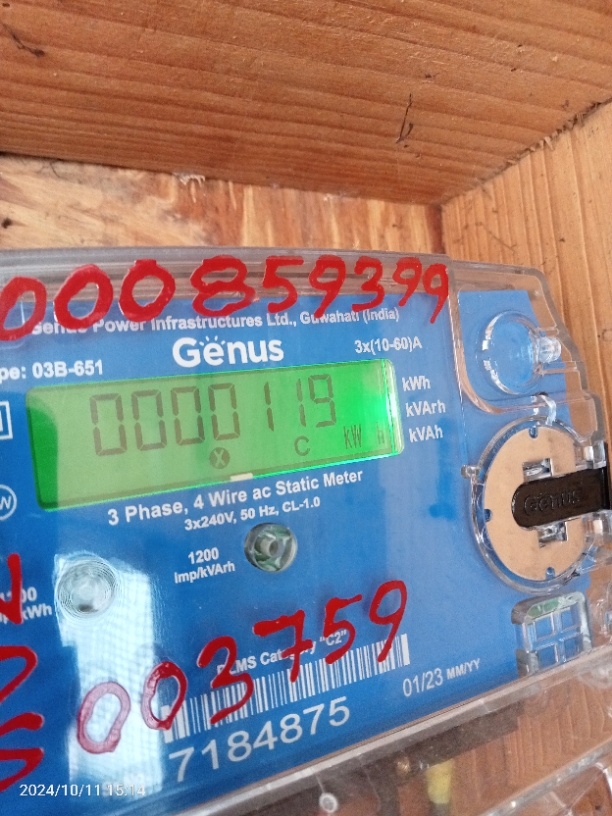 000859399
Genus Power Infrastructures Ltd., Guwahati (India)
Genus
3x(10-60)A
pe: 03B-651
0000119
kW H
C
kWh
kVArh
kVAh
3 Phase, 4 Wire ac Static Meter
3x240V, 50 Hz, CL-1.0
1200
imp/kVArh
003759
"C2"
01/23 MM/YY
7184875
2024/10/11 15:14